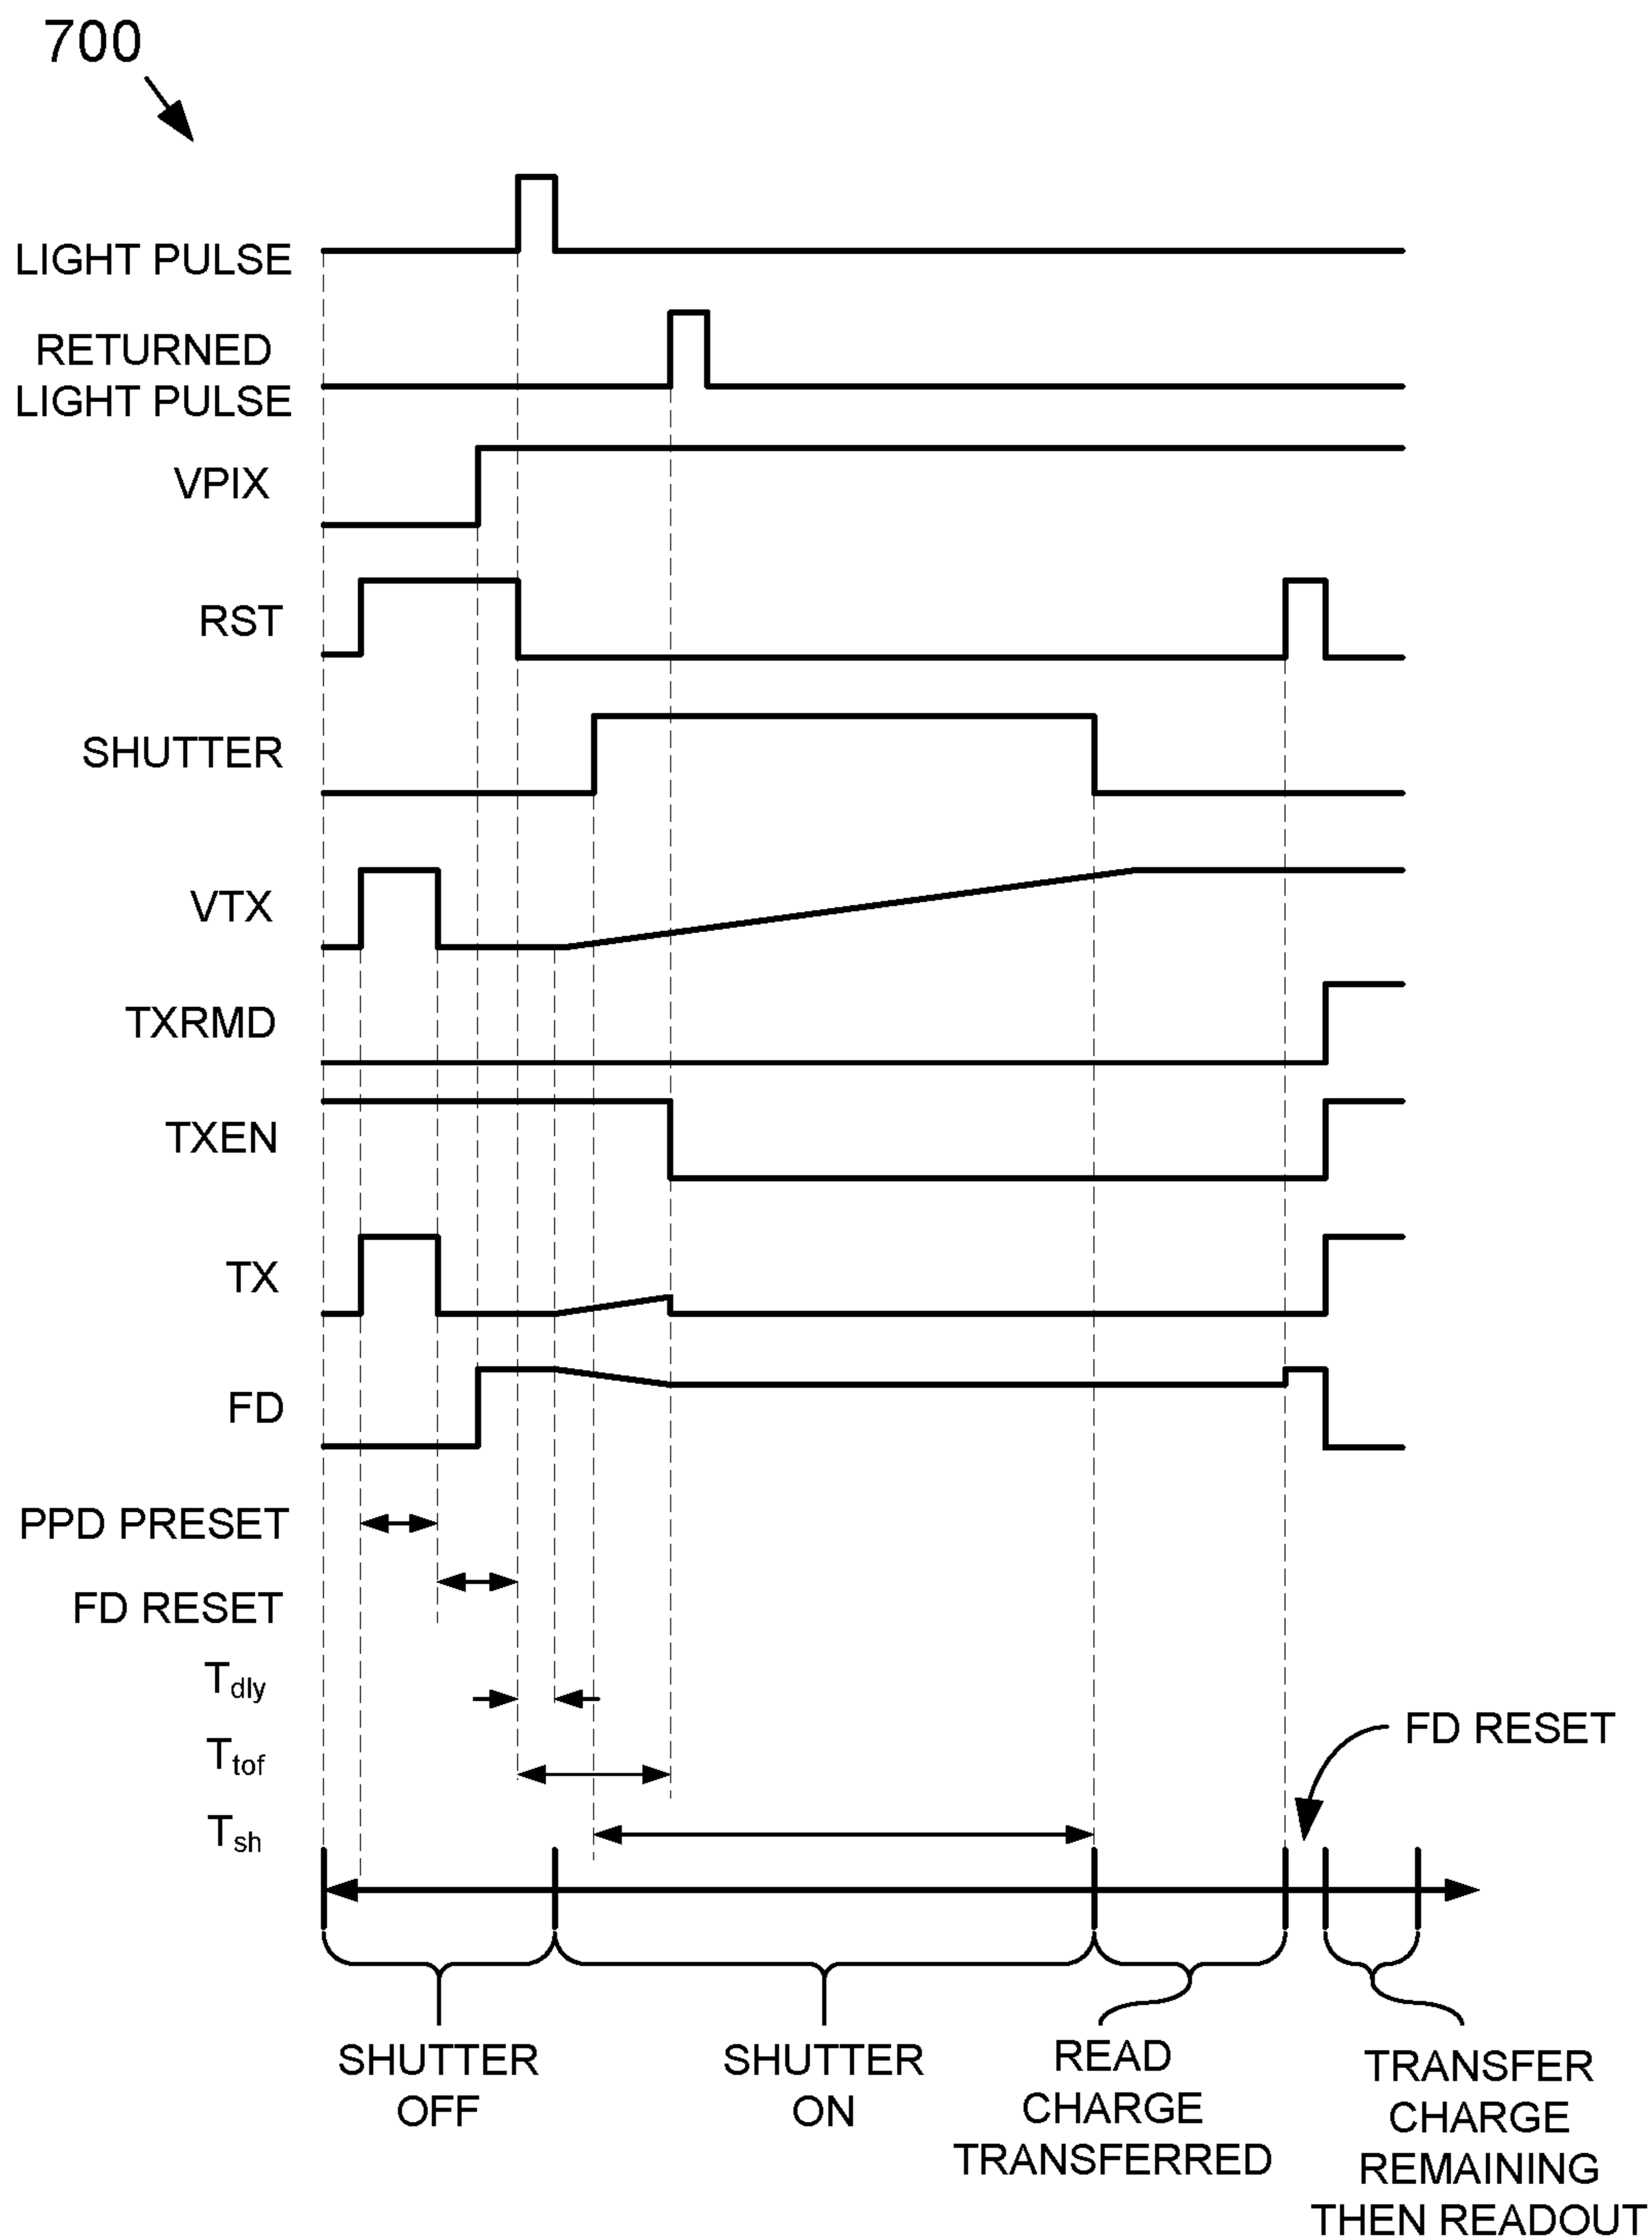 700
LIGHT PULSE
RETURNED
LIGHT PULSE
VPIX
RST
SHUTTER
VTX
TXRMD
TXEN
TX
FD
PPD PRESET
FD RESET
Tdly
Ttof
FD RESET
Tsh
SHUTTER
OFF
SHUTTER
ON
READ
CHARGE
TRANSFERRED
TRANSFER
CHARGE
REMAINING
THEN READOUT